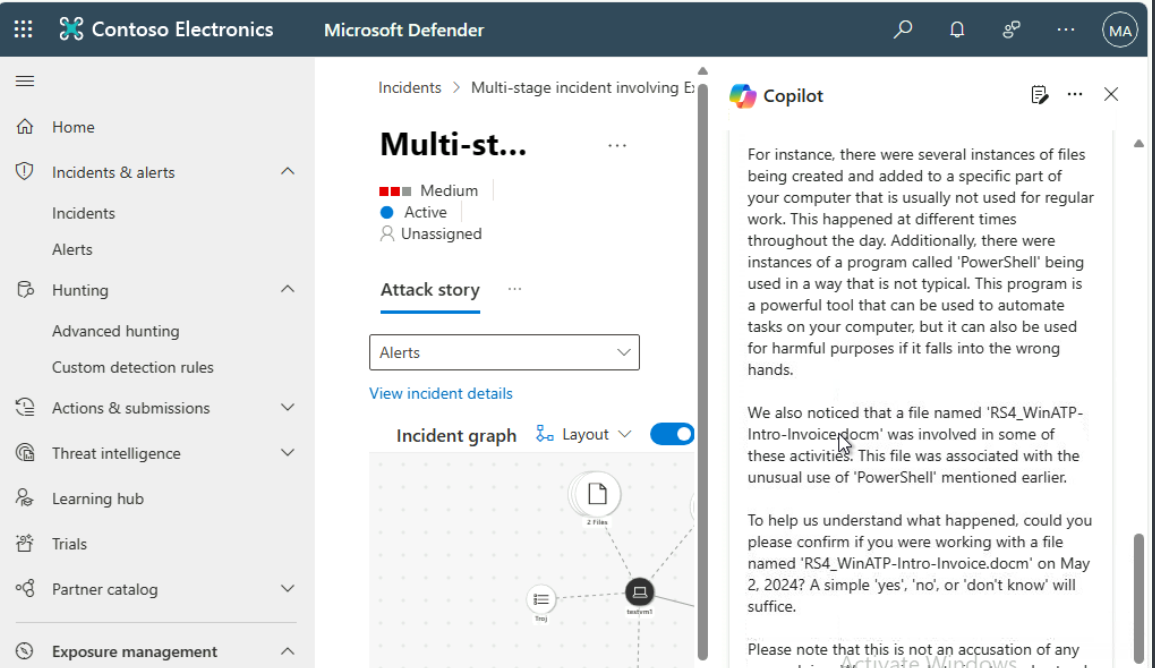 Contoso Electronics
Microsoft Defender
MA
Home
Incidents & alerts
Incidents
Alerts
Hunting
Advanced hunting
Custom detection rules
Actions & submissions
Threat intelligence
Learning hub
Trials
Partner catalog
Exposure management
Incidents > Multi-stage incident involving Ex
Multi-st...
Medium
Active
Unassigned
Attack story
Alerts
View incident details
Incident graph
Layout
2 Files
Troj
testvm1
Copilot
For instance, there were several instances of files
being created and added to a specific part of
your computer that is usually not used for regular
work. This happened at different times
throughout the day. Additionally, there were
instances of a program called 'PowerShell' being
used in a way that is not typical. This program is
a powerful tool that can be used to automate
tasks on your computer, but it can also be used
for harmful purposes if it falls into the wrong
hands.
We also noticed that a file named 'RS4_WinATP-
Intro-Invoice.docm' was involved in some of
these activities. This file was associated with the
unusual use of 'PowerShell' mentioned earlier.
To help us understand what happened, could you
please confirm if you were working with a file
named 'RS4_WinATP-Intro-Invoice.docm' on May
2, 2024? A simple 'yes', 'no', or 'don't know' will
suffice.
Please note that this is not an accusation of any
Activate Windows